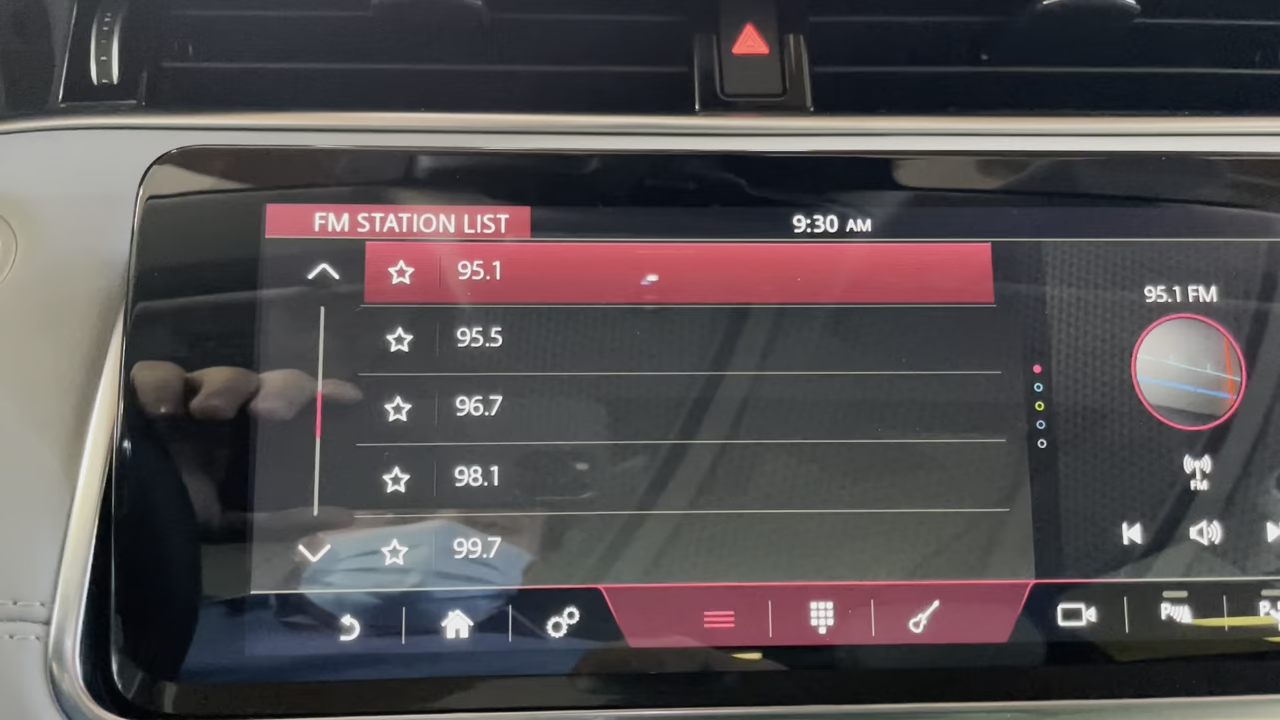 FM STATION LIST
9:30 AM
95.1
95.5
96.7
98.1
99.7
95.1 FM
FM